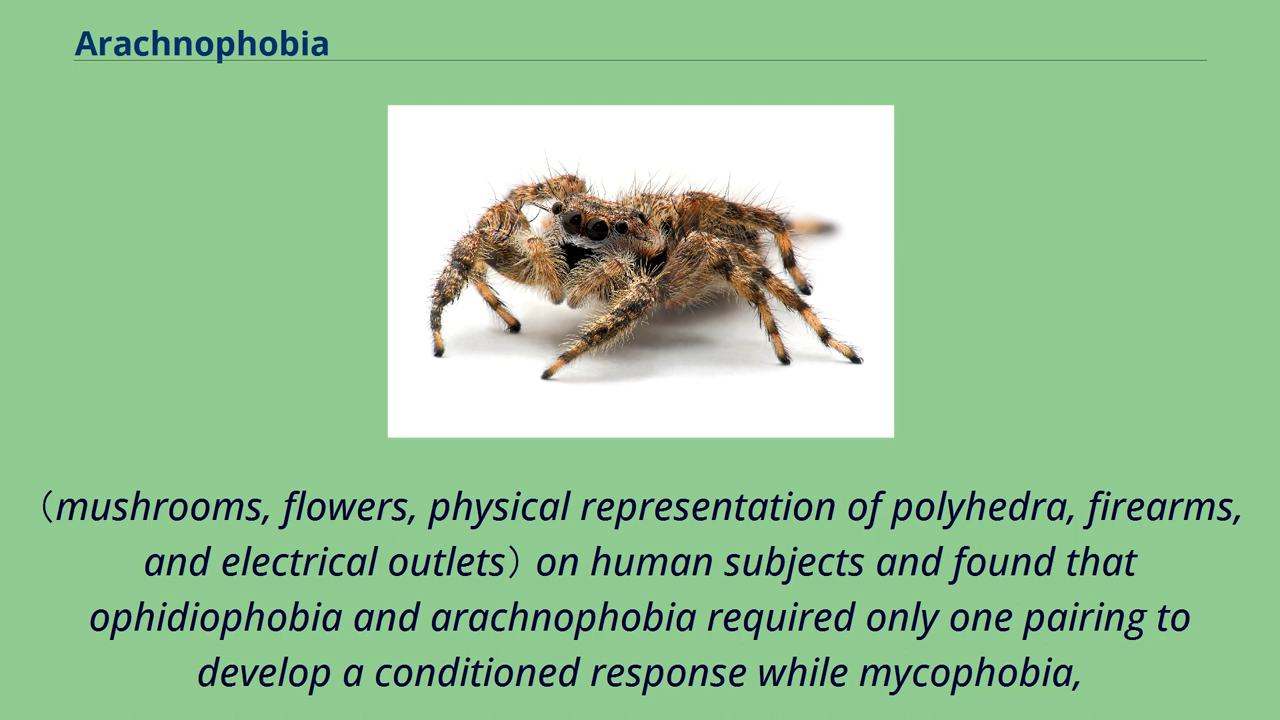 Arachnophobia
（mushrooms, flowers, physical representation of polyhedra, firearms,
and electrical outlets）on human subjects and found that
ophidiophobia and arachnophobia required only one pairing to
develop a conditioned response while mycophobia,